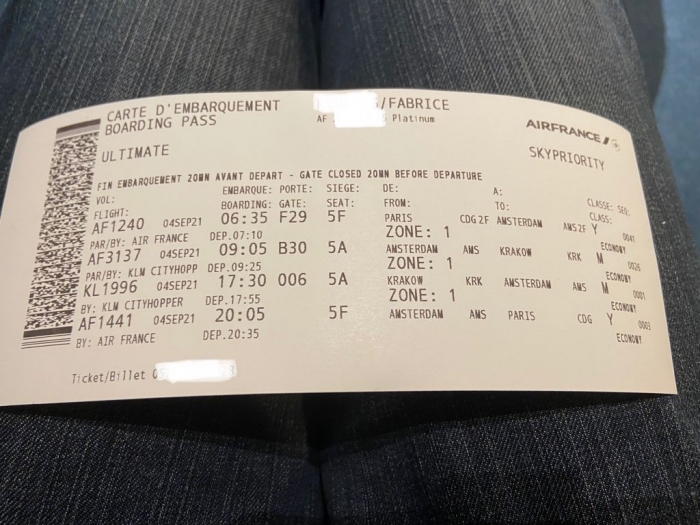 CARTE D'EMBARQUEMENT /FABRICE
BOARDING PASS AF Platinum
AIRFRANCE
ULTIMATE SKYPRIORITY
FIN EMBARQUEMENT 20MN AVANT DEPART - GATE CLOSED 20MN BEFORE DEPARTURE
VOL: EMBARQUE: PORTE: SIEGE: DE: A: CLASSE: SEQ:
FLIGHT: BOARDING: GATE: SEAT: FROM: TO: CLASS:
AF1240 04SEP21 06:35 F29 5F PARIS CDG 2F AMSTERDAM AMS 2F Y 0041
PAR/BY: AIR FRANCE DEP.07:10 ZONE: 1 ECONOMY
AF3137 04SEP21 09:05 B30 5A AMSTERDAM AMS KRAKOW KRK M 0026
PAR/BY: KLM CITYHOPP DEP.09:25 ZONE: 1 ECONOMY
KL1996 04SEP21 17:30 006 5A KRAKOW KRK AMSTERDAM AMS M 0001
BY: KLM CITYHOPPER DEP.17:55 ZONE: 1 ECONOMY
AF1441 04SEP21 20:05 5F AMSTERDAM AMS PARIS CDG Y 0003
BY: AIR FRANCE DEP.20:35 ECONOMY
Ticket/Billet